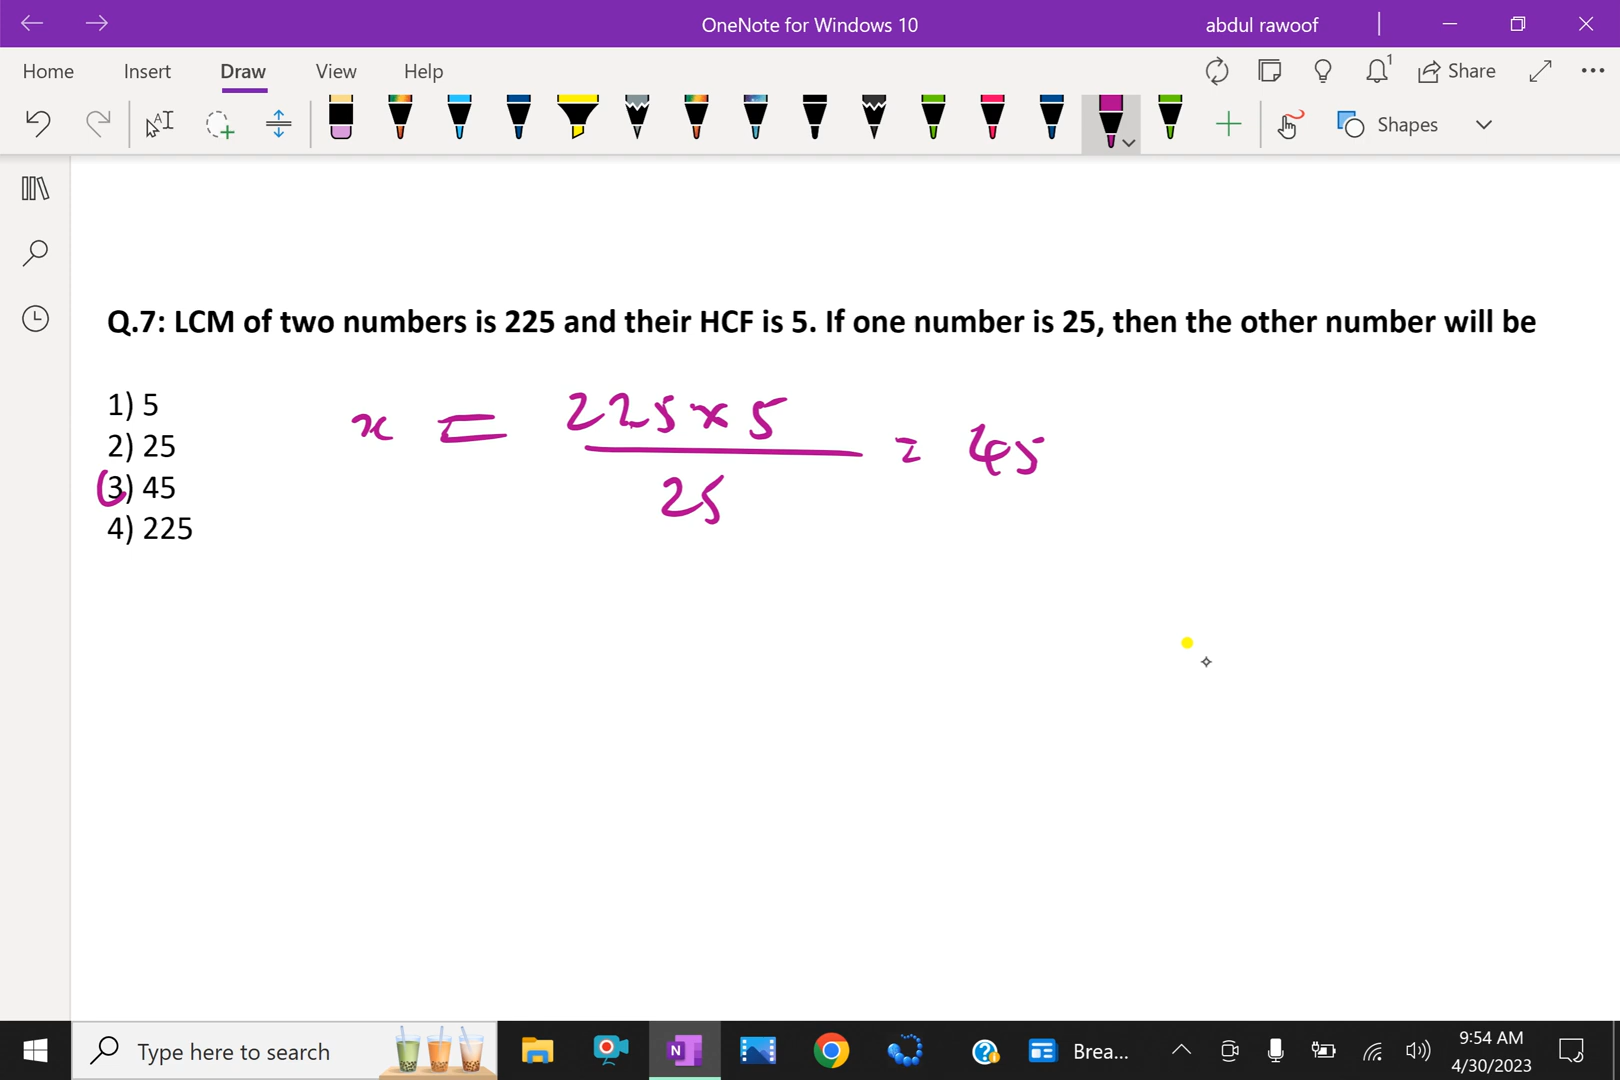 OneNote for Windows 10
abdul rawoof
Home Insert Draw View Help
1 Share
Shapes
Q.7: LCM of two numbers is 225 and their HCF is 5. If one number is 25, then the other number will be
1) 5
2) 25
3) 45
4) 225
x = 225 × 5
25
= 45
Type here to search
N
Brea...
9:54 AM
4/30/2023